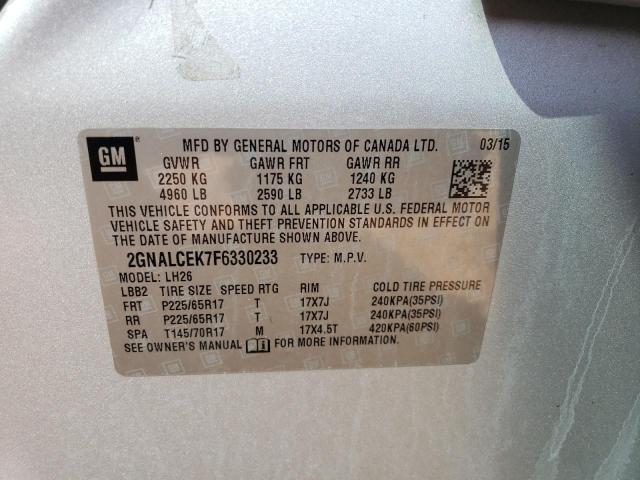 GM ®
MFD BY GENERAL MOTORS OF CANADA LTD. 03/15
GVWR GAWR FRT GAWR RR
2250 KG 1175 KG 1240 KG
4960 LB 2590 LB 2733 LB
THIS VEHICLE CONFORMS TO ALL APPLICABLE U.S. FEDERAL MOTOR
VEHICLE SAFETY AND THEFT PREVENTION STANDARDS IN EFFECT ON
THE DATE OF MANUFACTURE SHOWN ABOVE.
2GNALCEK7F6330233 TYPE: M.P.V.
MODEL: LH26
LBB2 TIRE SIZE SPEED RTG RIM COLD TIRE PRESSURE
FRT P225/65R17 T 17X7J 240KPA(35PSI)
RR P225/65R17 T 17X7J 240KPA(35PSI)
SPA T145/70R17 M 17X4.5T 420KPA(60PSI)
SEE OWNER'S MANUAL FOR MORE INFORMATION.